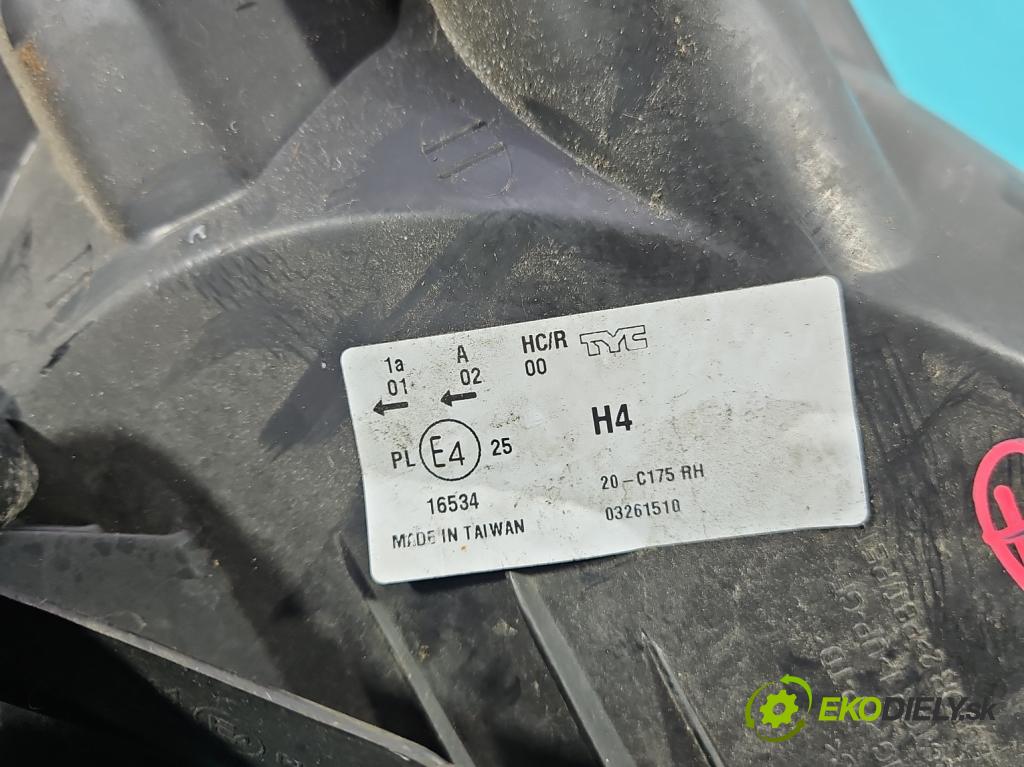 1a A HC/R TYC
01 02 00
H4
PL E4 25
16534 20-C175 RH
MADE IN TAIWAN 03261510
EKODIELY.sk